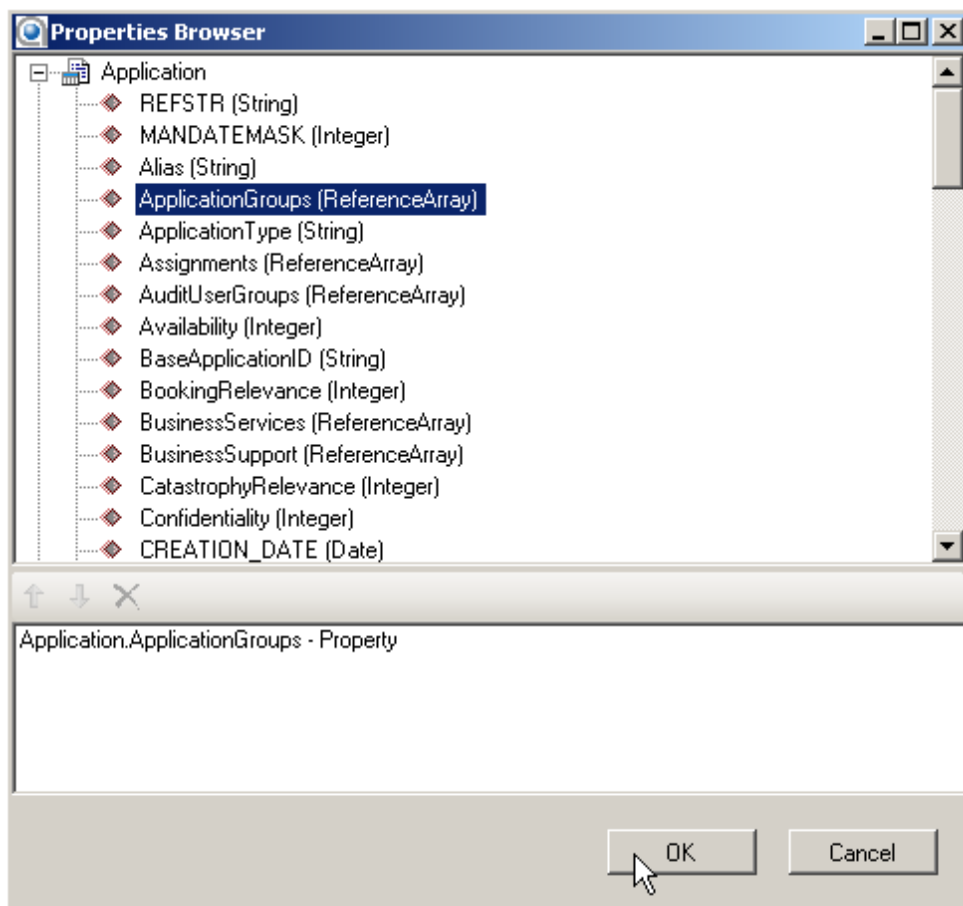 Properties Browser
Application
REFSTR (String)
MANDATEMASK (Integer)
Alias (String)
ApplicationGroups (ReferenceArray)
ApplicationType (String)
Assignments (ReferenceArray)
AuditUserGroups (ReferenceArray)
Availability (Integer)
BaseApplicationID (String)
BookingRelevance (Integer)
BusinessServices (ReferenceArray)
BusinessSupport (ReferenceArray)
CatastrophyRelevance (Integer)
Confidentiality (Integer)
CREATION_DATE (Date)
Application.ApplicationGroups - Property
OK Cancel